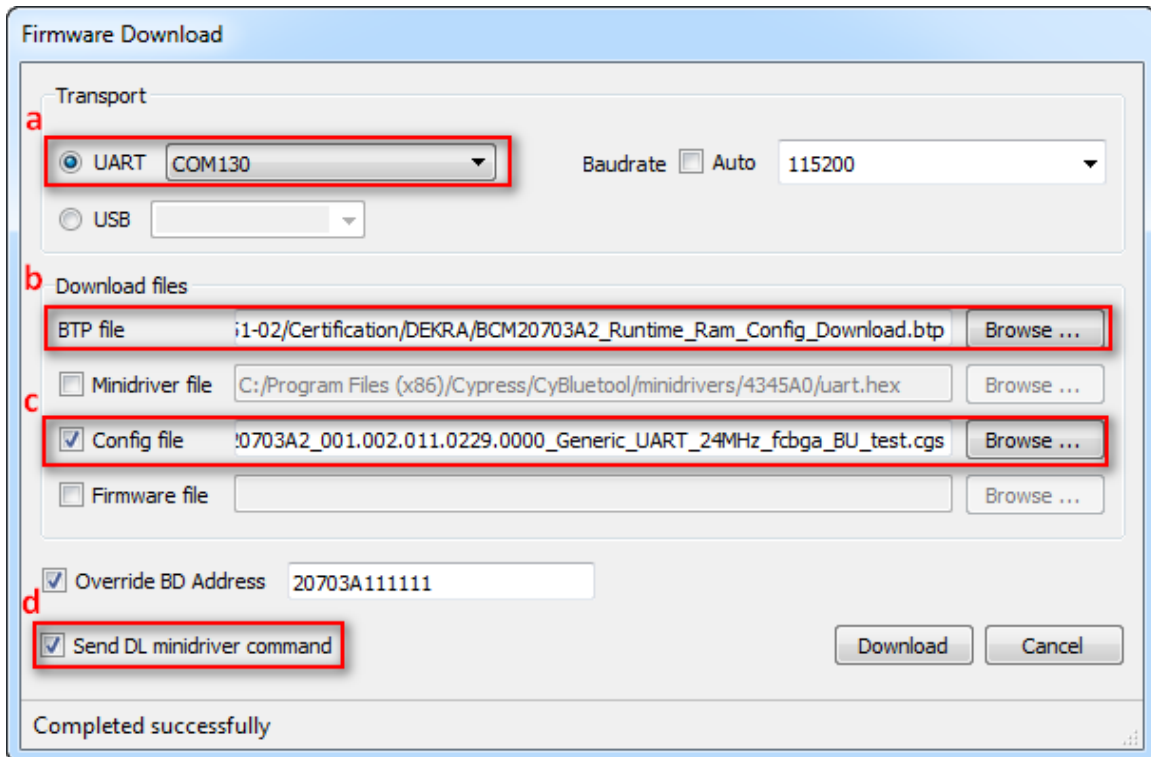 Firmware Download
Transport
a
UART COM130 Baudrate Auto 115200
USB
b
Download files
BTP file 51-02/Certification/DEKRA/BCM20703A2_Runtime_Ram_Config_Download.btp Browse ...
Minidriver file C:/Program Files (x86)/Cypress/CyBluetool/minidrivers/4345A0/uart.hex Browse ...
c
Config file 20703A2_001.002.011.0229.0000_Generic_UART_24MHz_fcbga_BU_test.cgs Browse ...
Firmware file Browse ...
Override BD Address 20703A111111
d
Send DL minidriver command Download Cancel
Completed successfully